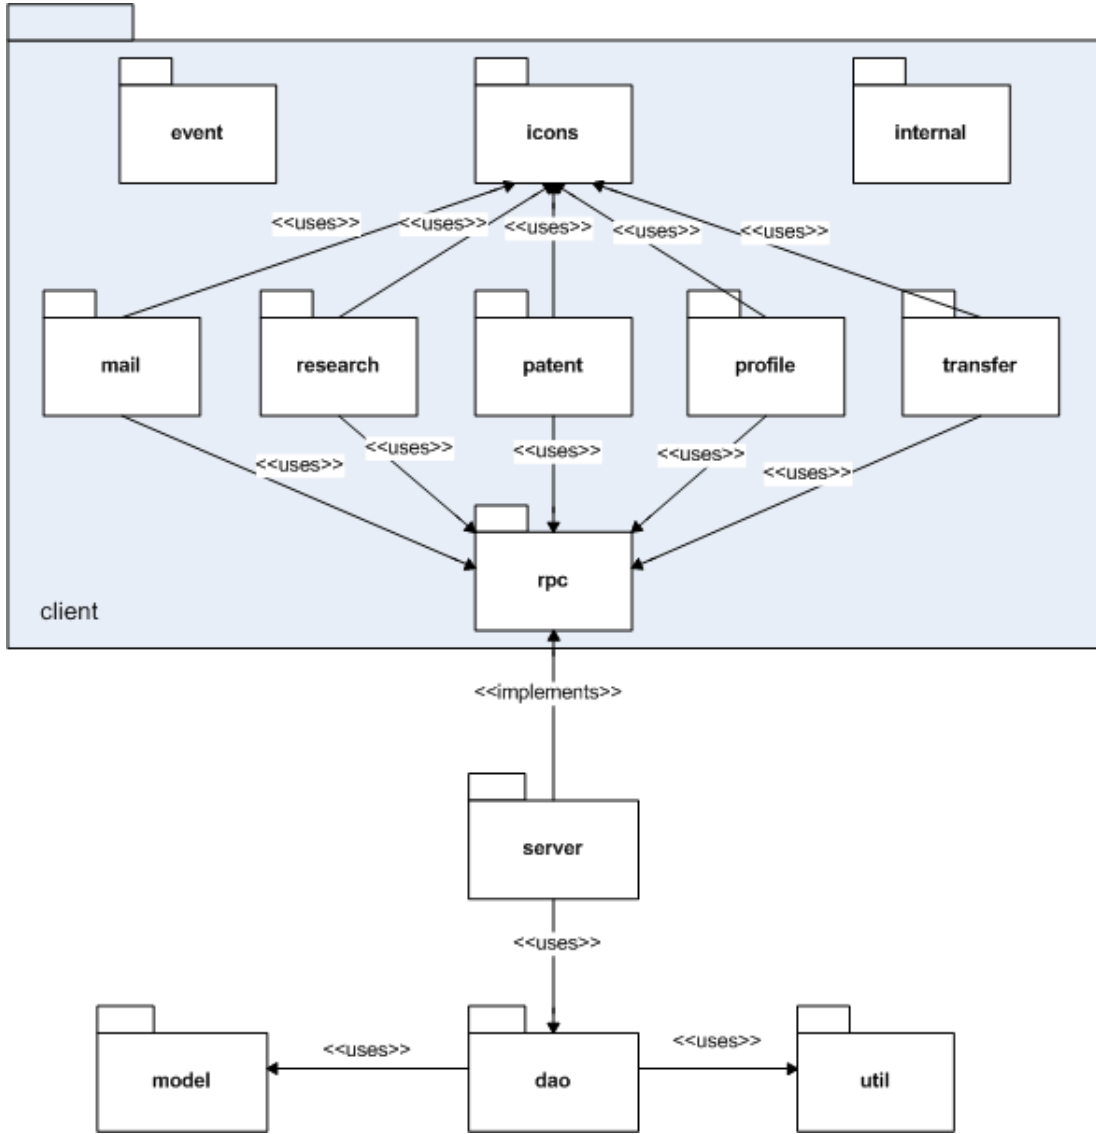 event
icons
internal
<<uses>>
<<uses>>
<<uses>>
<<uses>>
<<uses>>
mail
research
patent
profile
transfer
<<uses>>
<<uses>>
<<uses>>
<<uses>>
<<uses>>
rpc
client
<<implements>>
server
<<uses>>
<<uses>>
<<uses>>
model
dao
util